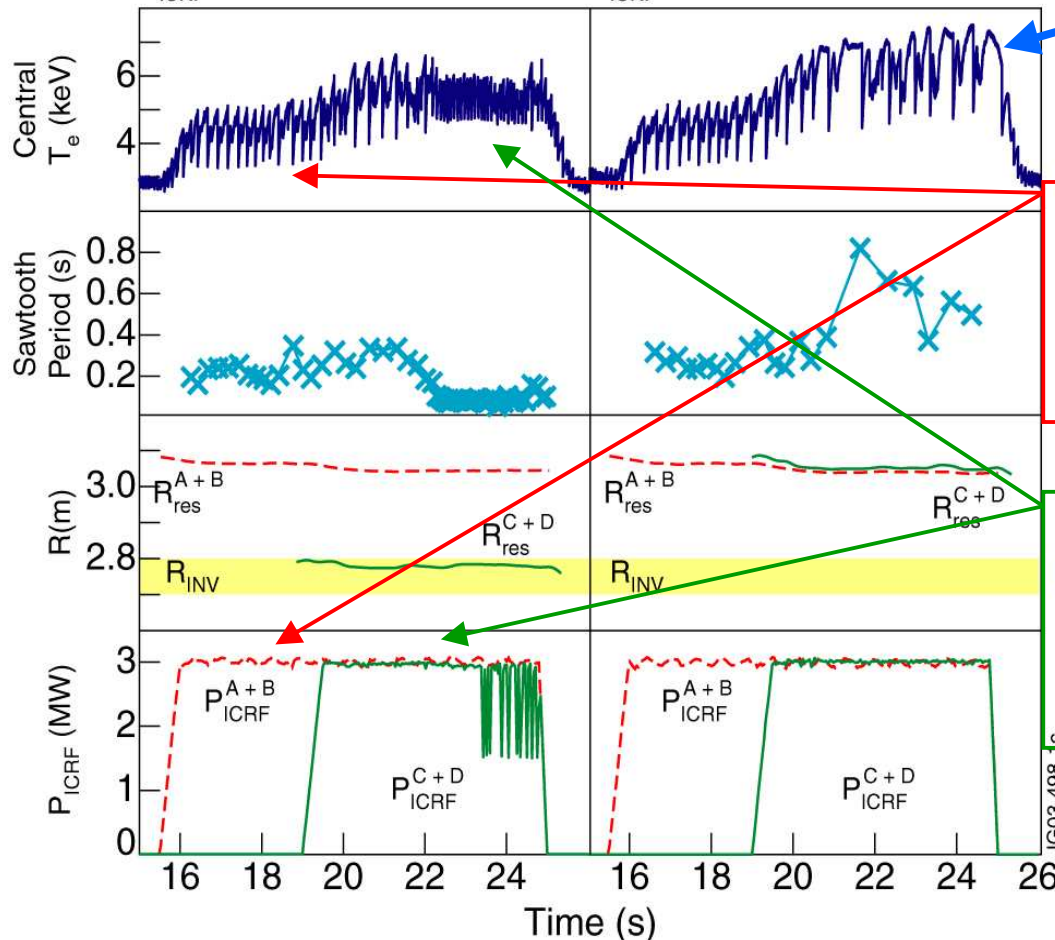 Central
T_e (keV)
6
4
Sawtooth
Period (s)
0.8
0.6
0.4
0.2
R(m)
3.0
2.8
R_res^A + B
R_res^C + D
R_INV
R_res^A + B
R_res^C + D
R_INV
P_ICRF (MW)
3
2
1
0
P_ICRF^A + B
P_ICRF^C + D
P_ICRF^A + B
P_ICRF^C + D
16 18 20 22 24 16 18 20 22 24 26
Time (s)